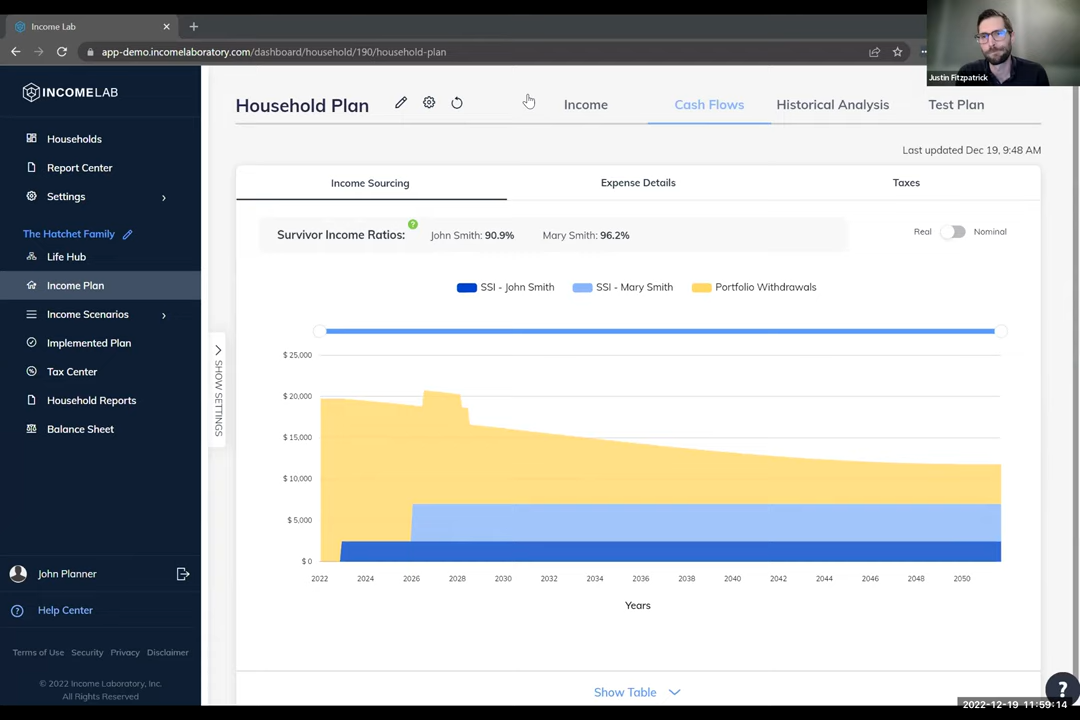 Income Lab
app-demo.incomelaboratory.com/dashboard/household/190/household-plan
Justin Fitzpatrick
INCOMELAB
Households
Report Center
Settings
The Hatchet Family
Life Hub
Income Plan
Income Scenarios
Implemented Plan
Tax Center
Household Reports
Balance Sheet
John Planner
Help Center
Terms of Use Security Privacy Disclaimer
© 2022 Income Laboratory, Inc.
All Rights Reserved
SHOW SETTINGS
Household Plan
Income Cash Flows Historical Analysis Test Plan
Last updated Dec 19, 9:48 AM
Income Sourcing Expense Details Taxes
Survivor Income Ratios: ? John Smith: 90.9% Mary Smith: 96.2%
Real Nominal
SSI - John Smith SSI - Mary Smith Portfolio Withdrawals
$ 25,000
$ 20,000
$ 15,000
$ 10,000
$ 5,000
$ 0
2022 2024 2026 2028 2030 2032 2034 2036 2038 2040 2042 2044 2046 2048 2050
Years
Show Table
?
2022-12-19 11:59:14